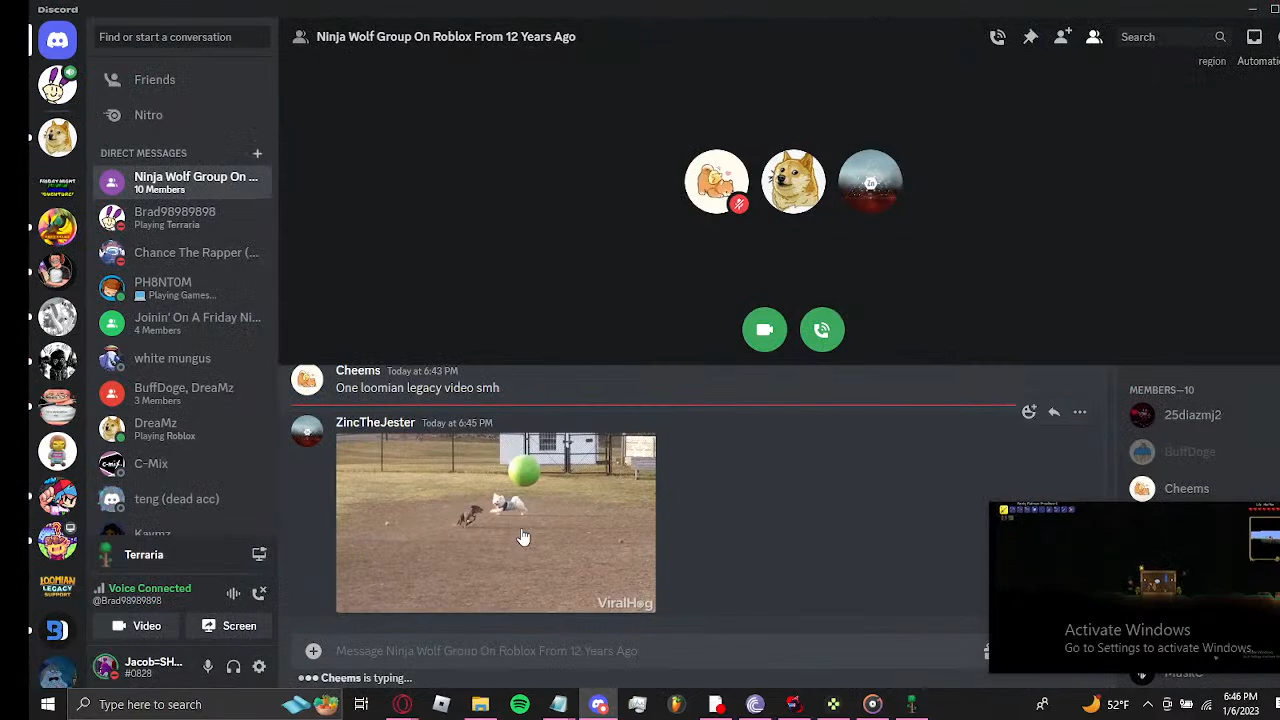 Discord
Find or start a conversation
Friends
Nitro
DIRECT MESSAGES
Ninja Wolf Group On ...
10 Members
Brad98989898
Playing Terraria
Chance The Rapper (...
PH8NT0M
Playing Games...
Joinin' On A Friday Ni...
4 Members
white mungus
BuffDoge, DreaMz
3 Members
DreaMz
Playing Roblox
C-Mix
teng (dead acc)
Terraria
Voice Connected
@Brad98989898
Video
Screen
Jacob-SH...
Ninja Wolf Group On Roblox From 12 Years Ago
Search
region
Automati
Cheems Today at 6:43 PM
One loomian legacy video smh
ZincTheJester Today at 6:45 PM
ViralHog
Message Ninja Wolf Group On Roblox From 12 Years Ago
Cheems is typing...
MEMBERS—10
25diazmj2
BuffDoge
Cheems
Activate Windows
Go to Settings to activate Windows.
LOOMIAN
LEGACY
SUPPORT
Type here to search
52°F
6:46 PM
1/6/2023